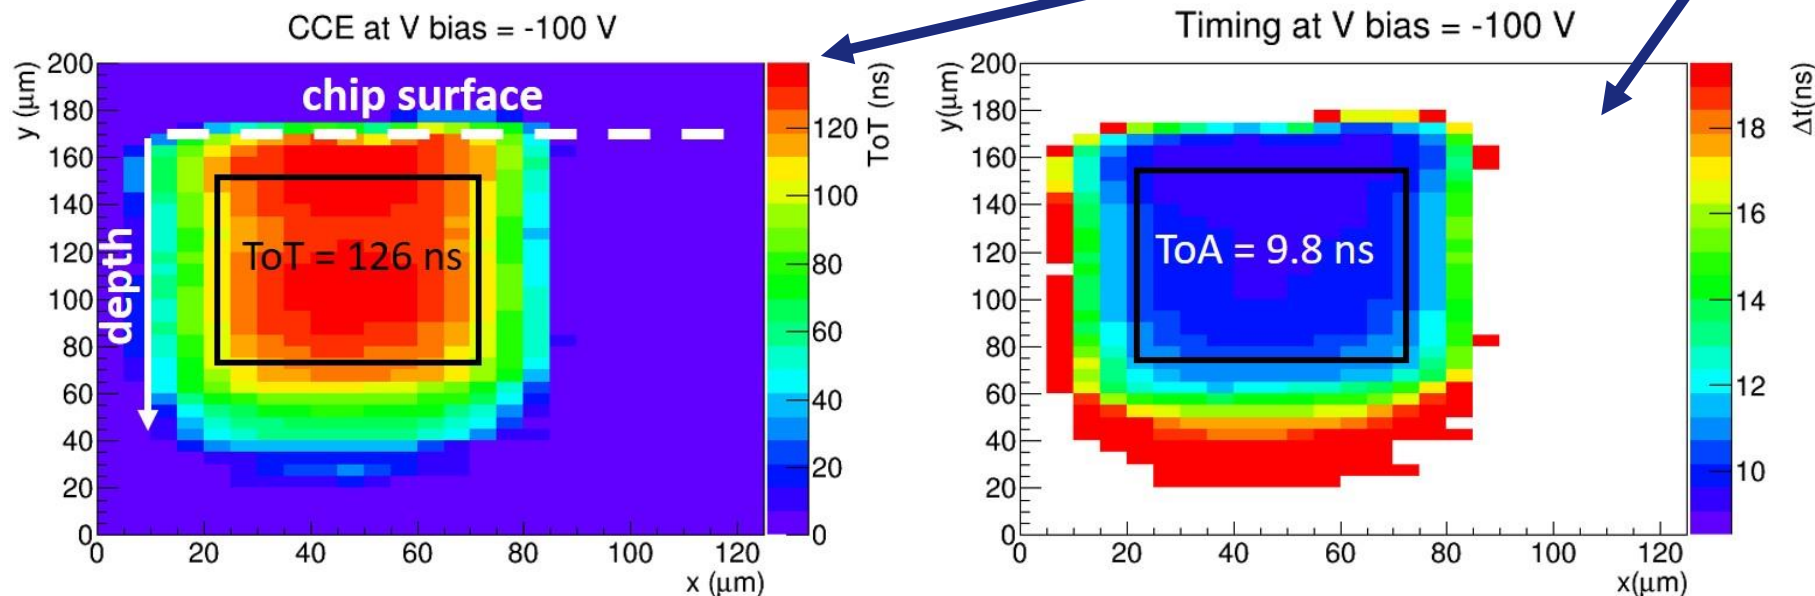 CCE at V bias = -100 V
200
180
160
140
120
100
80
60
40
20
0
y (μm)
chip surface
depth
ToT = 126 ns
0 20 40 60 80 100 120
x (μm)
120
100
80
60
40
20
0
ToT (ns)
Timing at V bias = -100 V
200
180
160
140
120
100
80
60
40
20
0
y(μm)
ToA = 9.8 ns
0 20 40 60 80 100 120
x(μm)
18
16
14
12
10
Δt(ns)